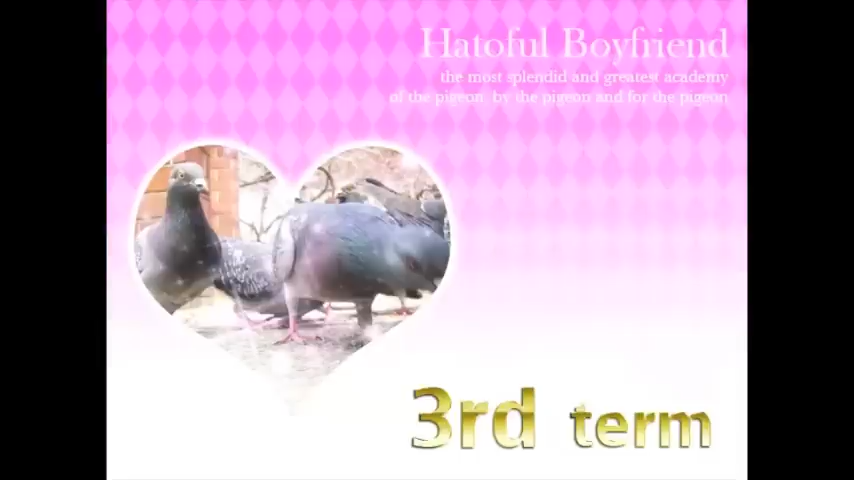 Hatoful Boyfriend
the most splendid and greatest academy
of the pigeon by the pigeon and for the pigeon
3rd term